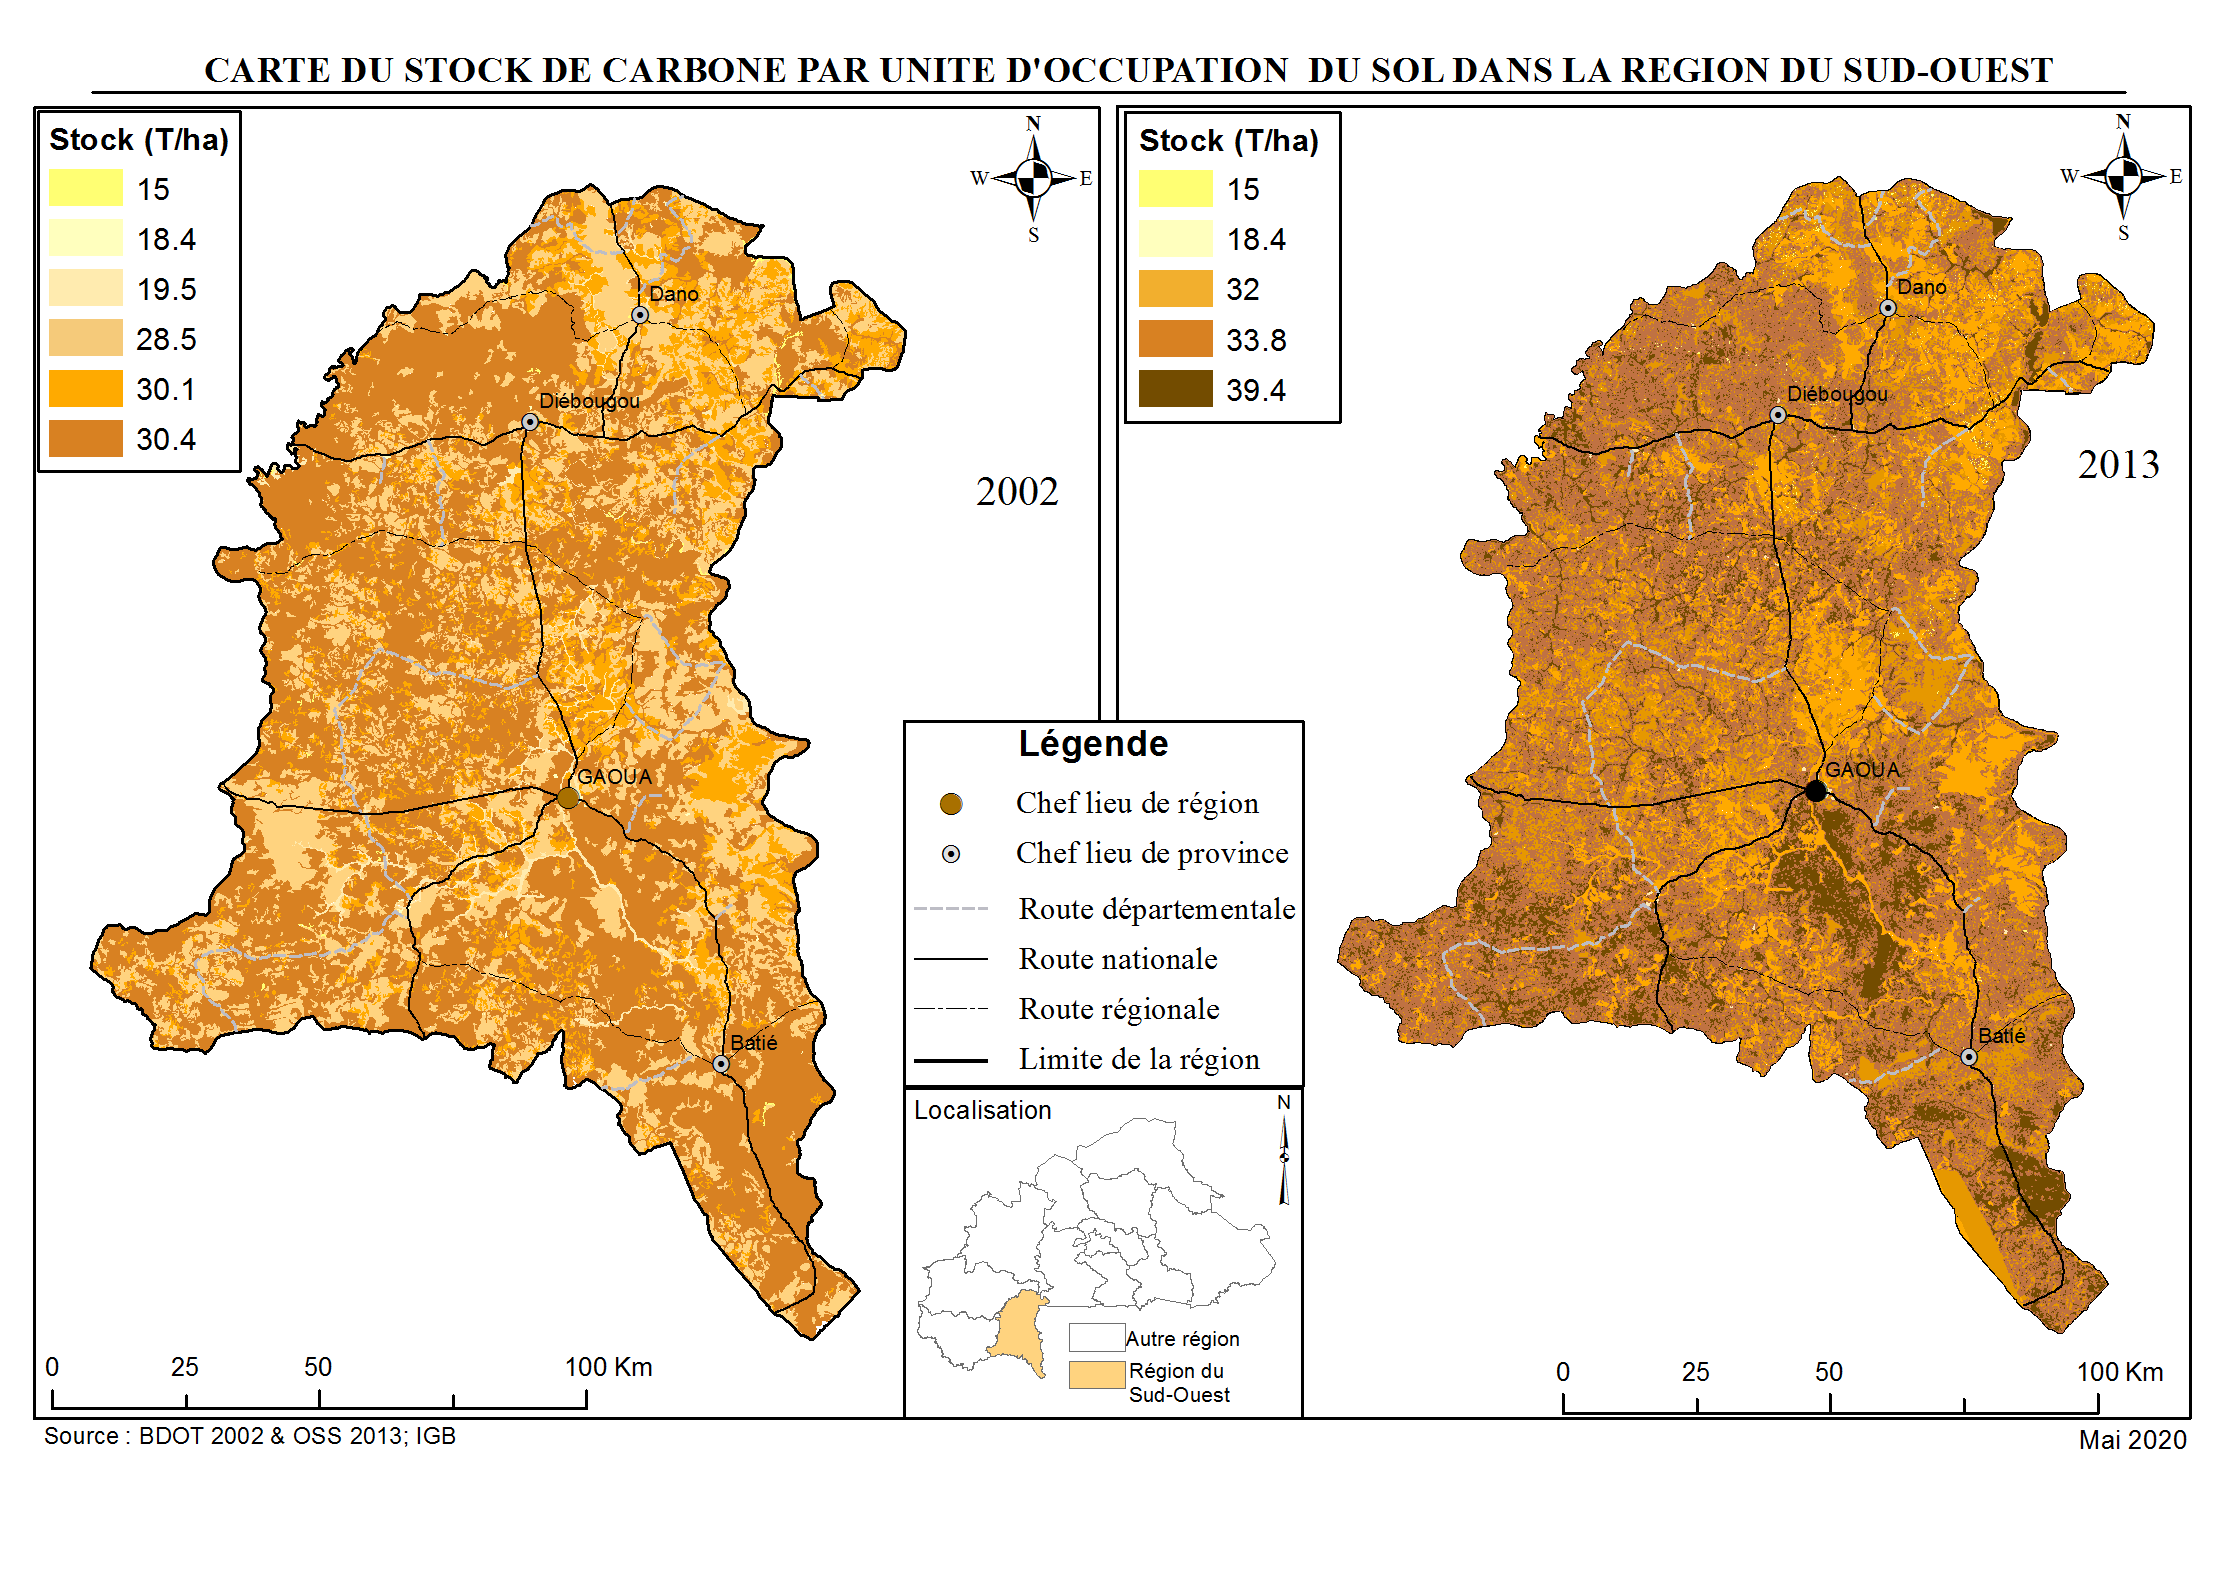 CARTE DU STOCK DE CARBONE PAR UNITE D'OCCUPATION  DU SOL DANS LA REGION DU SUD-OUEST
Stock (T/ha)
15
18.4
19.5
28.5
30.1
30.4
N
W E
S
Dano
Diébougou
2002
GAOUA
Batié
0 25 50 100 Km
Stock (T/ha)
15
18.4
32
33.8
39.4
N
W E
S
Dano
Diébougou
2013
GAOUA
Batié
0 25 50 100 Km
Légende
Chef lieu de région
Chef lieu de province
Route départementale
Route nationale
Route régionale
Limite de la région
Localisation
N
Autre région
Région du
Sud-Ouest
Source : BDOT 2002 & OSS 2013; IGB
Mai 2020